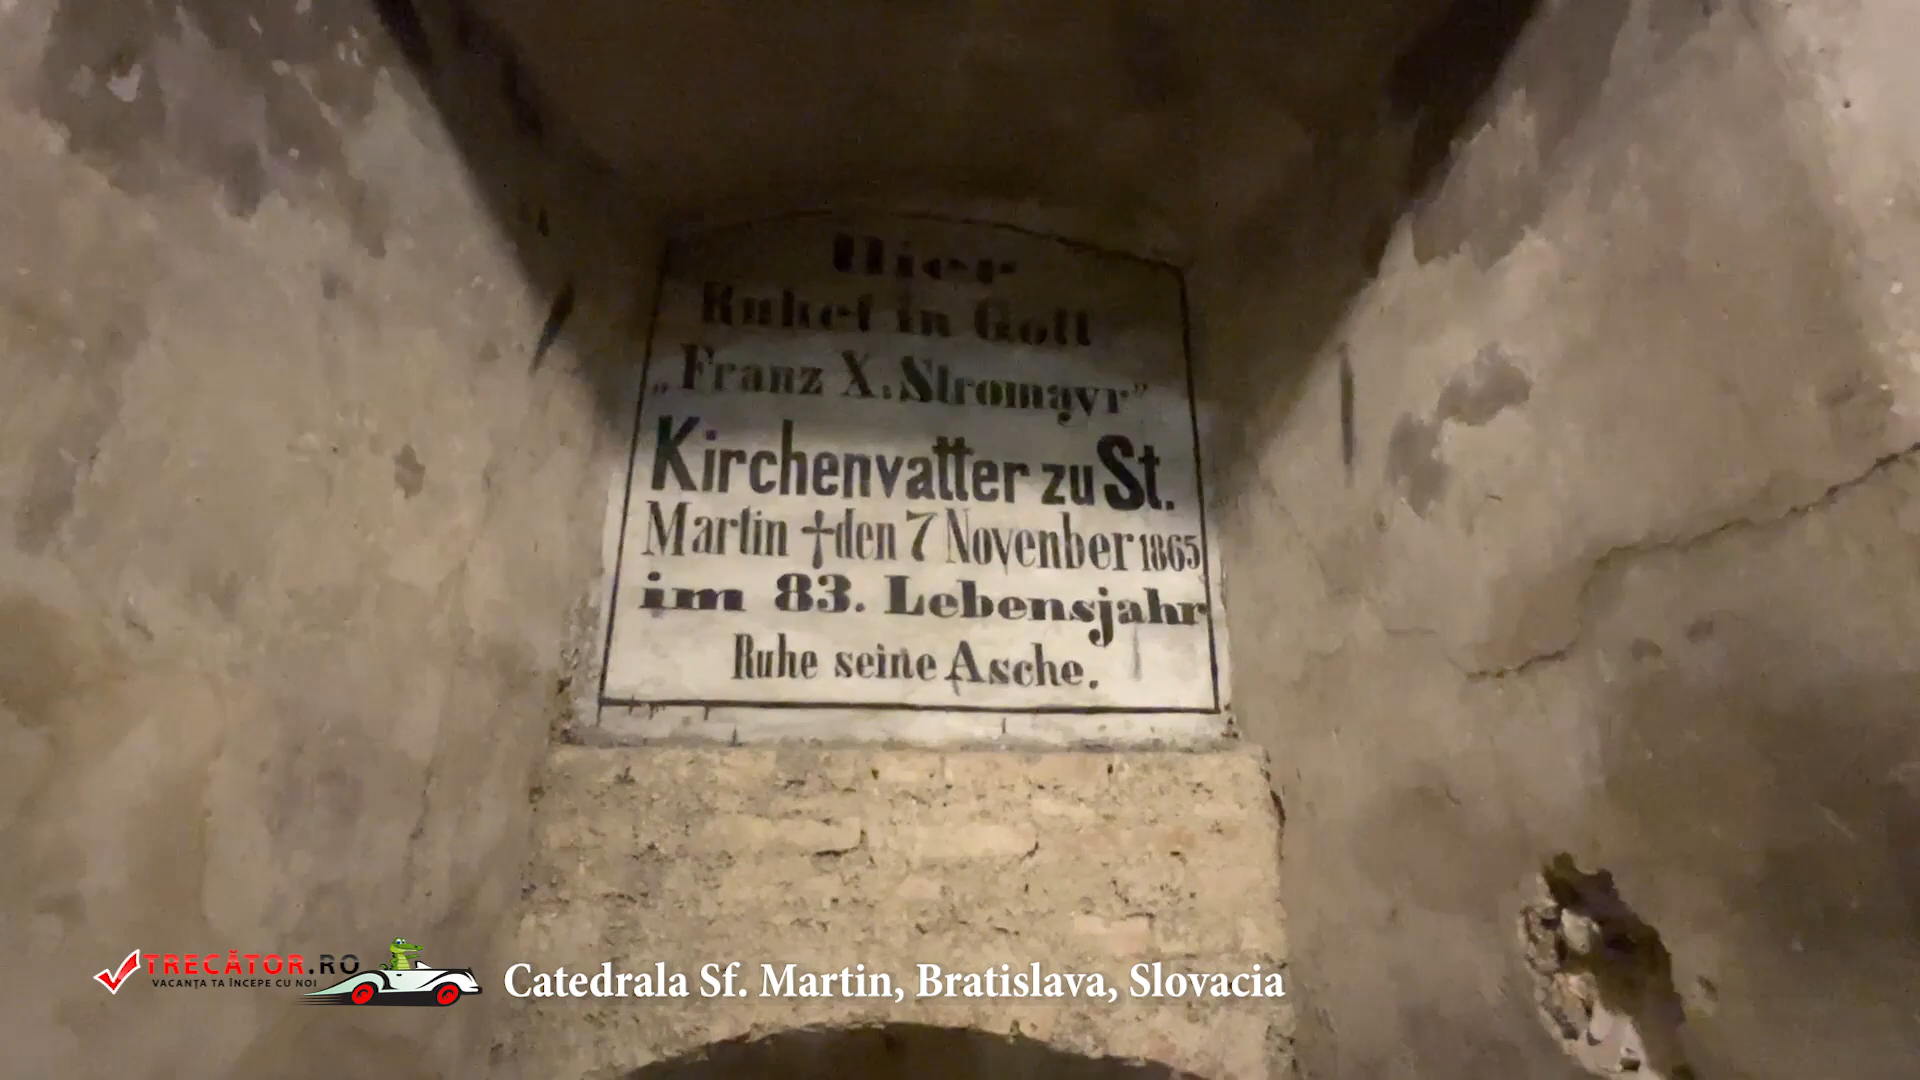 Hier
Ruhet in Gott
„Franz X. Stromayr”
Kirchenvatter zu St.
Martin †den 7 Novenber 1865
im 83. Lebensjahr
Ruhe seine Asche.
TRECĂTOR.RO
VACANȚA TA ÎNCEPE CU NOI
Catedrala Sf. Martin, Bratislava, Slovacia